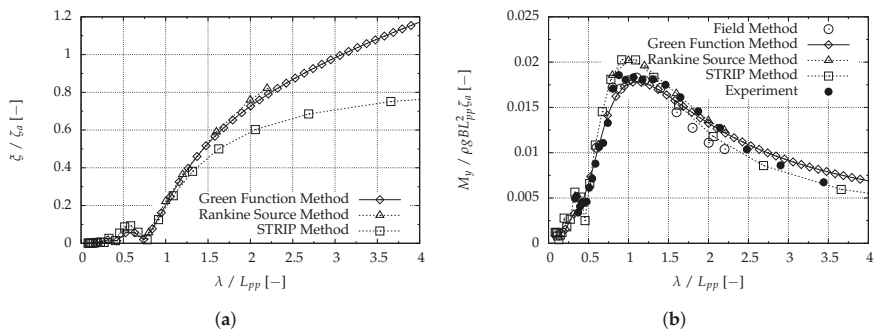 1.2
1
0.8
0.6
0.4
0.2
0
0 0.5 1 1.5 2 2.5 3 3.5 4
ξ / ζa [−]
λ / Lpp [−]
Green Function Method
Rankine Source Method
STRIP Method
(a)
0.025
0.020
0.015
0.010
0.005
0
0 0.5 1 1.5 2 2.5 3 3.5 4
My / ρgBL²ppζa [−]
λ / Lpp [−]
Field Method
Green Function Method
Rankine Source Method
STRIP Method
Experiment
(b)